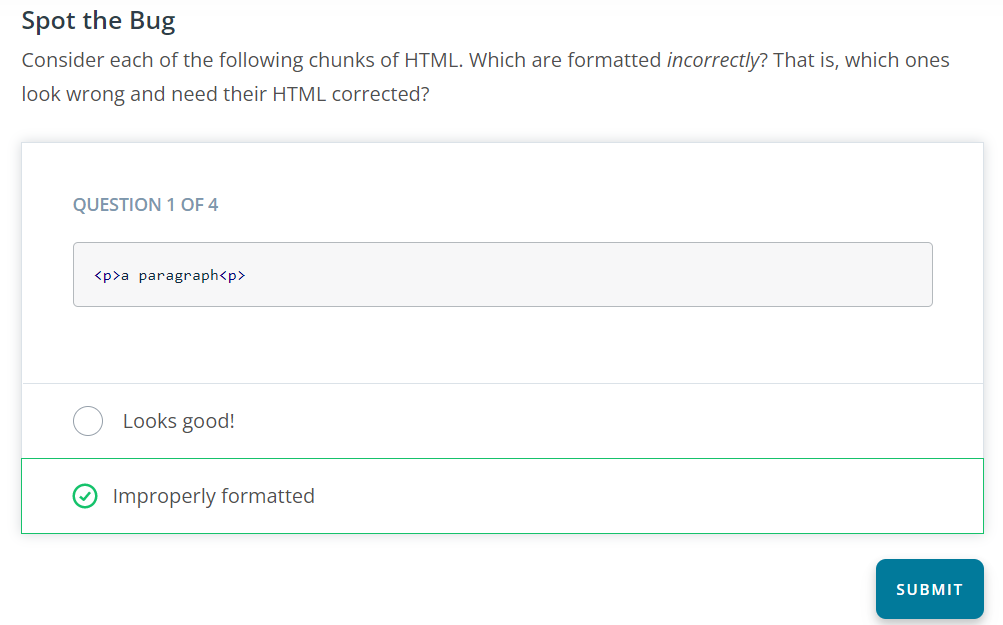 Spot the Bug
Consider each of the following chunks of HTML. Which are formatted incorrectly? That is, which ones
look wrong and need their HTML corrected?
QUESTION 1 OF 4
<p>a paragraph<p>
Looks good!
Improperly formatted
SUBMIT